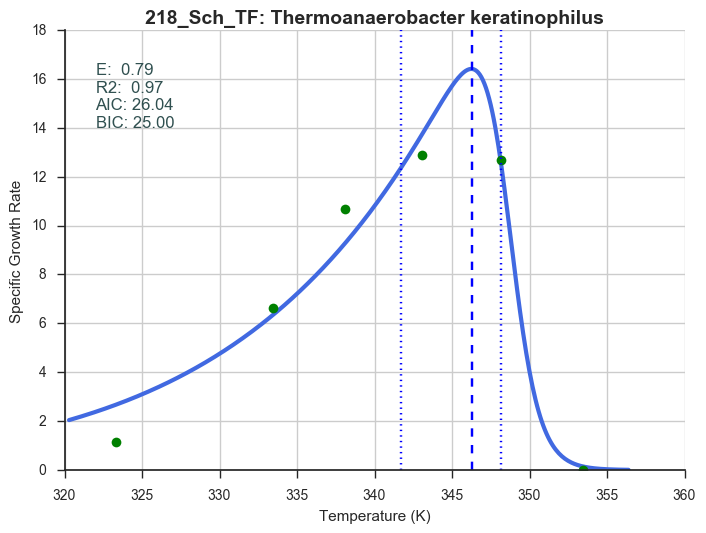 218_Sch_TF: Thermoanaerobacter keratinophilus
E:  0.79
R2:  0.97
AIC: 26.04
BIC: 25.00
Specific Growth Rate
18
16
14
12
10
8
6
4
2
0
320 325 330 335 340 345 350 355 360
Temperature (K)